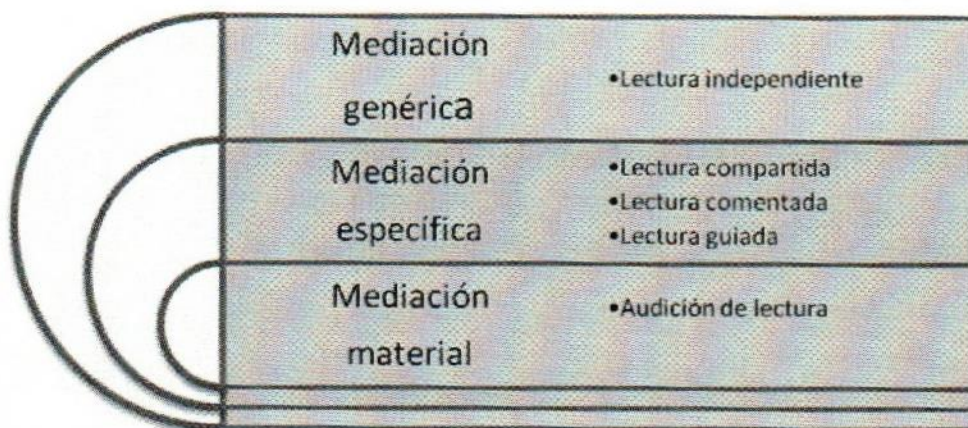 Mediación
genérica
•Lectura independiente
Mediación
específica
•Lectura compartida
•Lectura comentada
•Lectura guiada
Mediación
material
•Audición de lectura